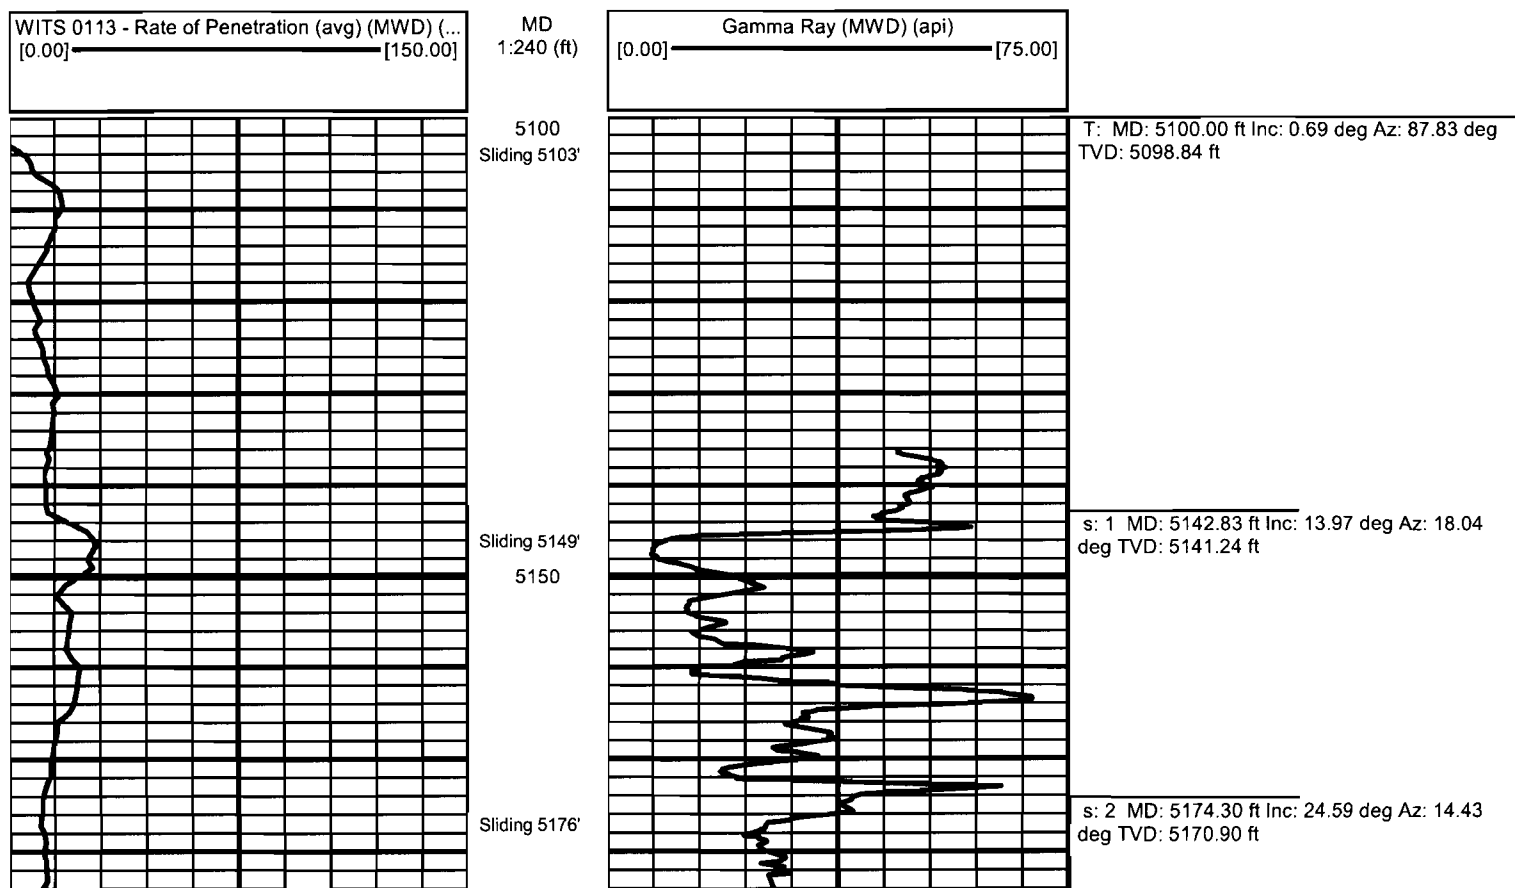 WITS 0113 - Rate of Penetration (avg) (MWD) (...
[0.00] [150.00]
MD
1:240 (ft)
Gamma Ray (MWD) (api)
[0.00] [75.00]
5100
Sliding 5103'
T: MD: 5100.00 ft Inc: 0.69 deg Az: 87.83 deg
TVD: 5098.84 ft
s: 1 MD: 5142.83 ft Inc: 13.97 deg Az: 18.04
deg TVD: 5141.24 ft
Sliding 5149'
5150
s: 2 MD: 5174.30 ft Inc: 24.59 deg Az: 14.43
deg TVD: 5170.90 ft
Sliding 5176'